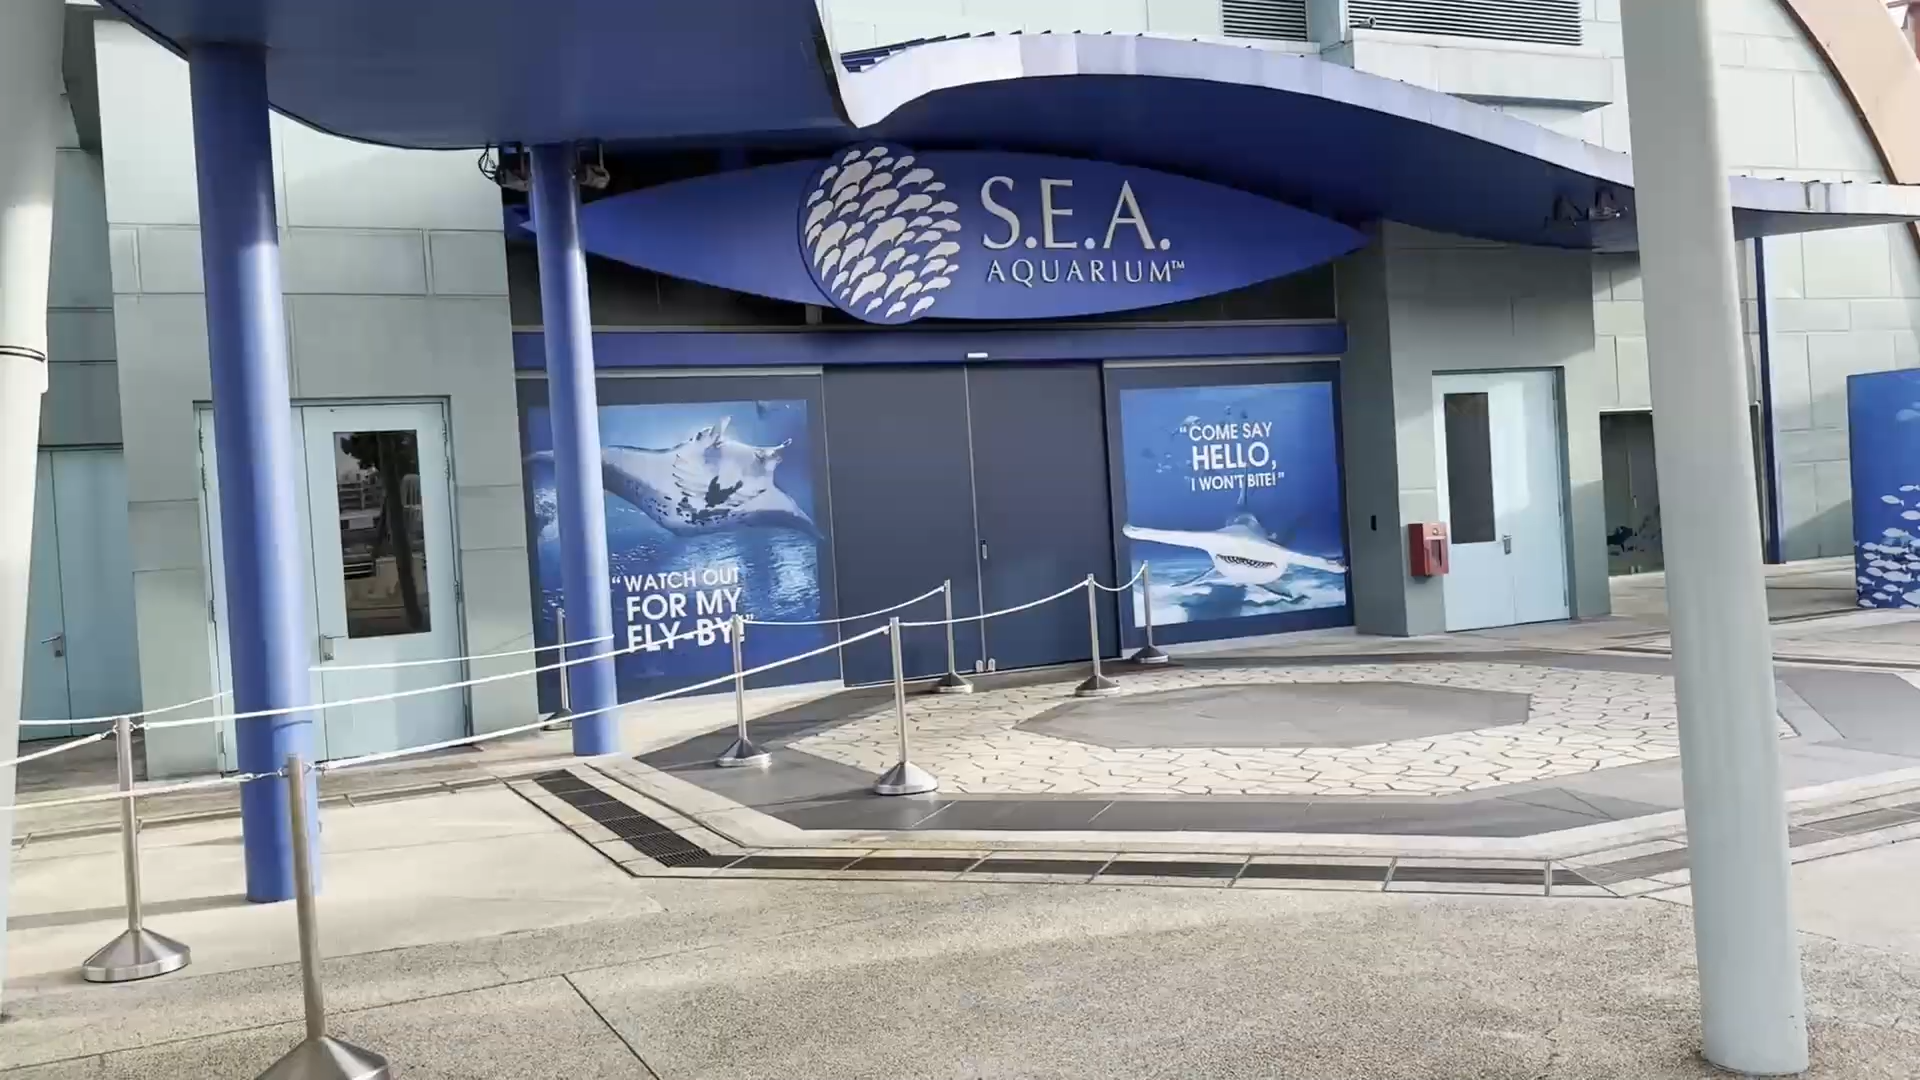 S.E.A.
AQUARIUM™
"WATCH OUT
FOR MY
FLY-BY!"
"COME SAY
HELLO,
I WON'T BITE!"